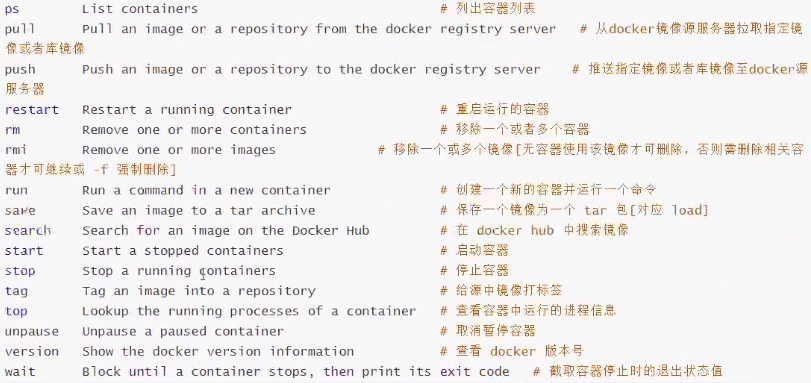 ps List containers # 列出容器列表
pull Pull an image or a repository from the docker registry server # 从docker镜像源服务器拉取指定镜
像或者库镜像
push Push an image or a repository to the docker registry server # 推送指定镜像或者库镜像至docker源
服务器
restart Restart a running container # 重启运行的容器
rm Remove one or more containers # 移除一个或者多个容器
rmi Remove one or more images # 移除一个或多个镜像[无容器使用该镜像才可删除，否则需删除相关容
器才可继续或 -f 强制删除]
run Run a command in a new container # 创建一个新的容器并运行一个命令
save Save an image to a tar archive # 保存一个镜像为一个 tar 包[对应 load]
search Search for an image on the Docker Hub # 在 docker hub 中搜索镜像
start Start a stopped containers # 启动容器
stop Stop a running containers # 停止容器
tag Tag an image into a repository # 给源中镜像打标签
top Lookup the running processes of a container # 查看容器中运行的进程信息
unpause Unpause a paused container # 取消暂停容器
version Show the docker version information # 查看 docker 版本号
wait Block until a container stops, then print its exit code # 截取容器停止时的退出状态值